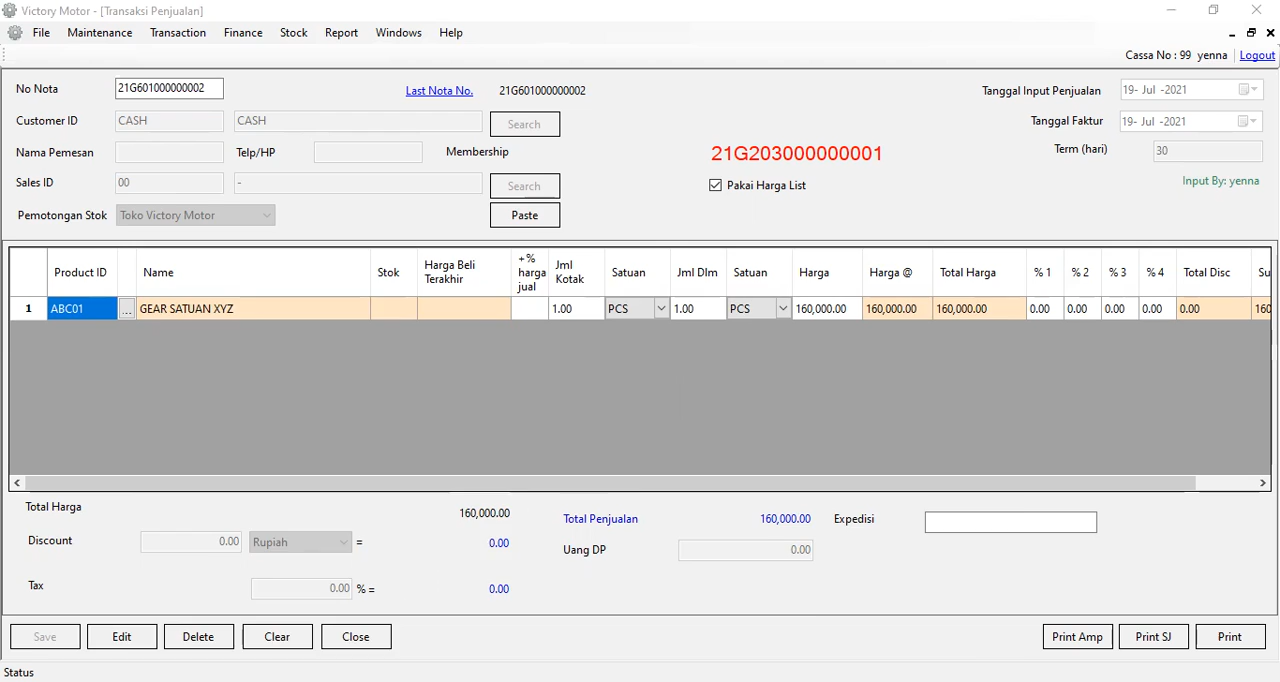 Victory Motor - [Transaksi Penjualan]
File Maintenance Transaction Finance Stock Report Windows Help
Cassa No : 99 yenna Logout
No Nota 21G601000000002 Last Nota No. 21G601000000002 Tanggal Input Penjualan 19- Jul -2021
Customer ID CASH CASH Search Tanggal Faktur 19- Jul -2021
Nama Pemesan Telp/HP Membership 21G203000000001 Term (hari) 30
Sales ID 00 - Search Pakai Harga List Input By: yenna
Pemotongan Stok Toko Victory Motor Paste
Product ID Name Stok Harga Beli Terakhir +% harga jual Jml Kotak Satuan Jml Dlm Satuan Harga Harga @ Total Harga % 1 % 2 % 3 % 4 Total Disc Su
1 ABC01 ... GEAR SATUAN XYZ 1.00 PCS 1.00 PCS 160,000.00 160,000.00 160,000.00 0.00 0.00 0.00 0.00 0.00 160
Total Harga 160,000.00 Total Penjualan 160,000.00 Expedisi
Discount 0.00 Rupiah = 0.00 Uang DP 0.00
Tax 0.00 % = 0.00
Save Edit Delete Clear Close Print Amp Print SJ Print
Status